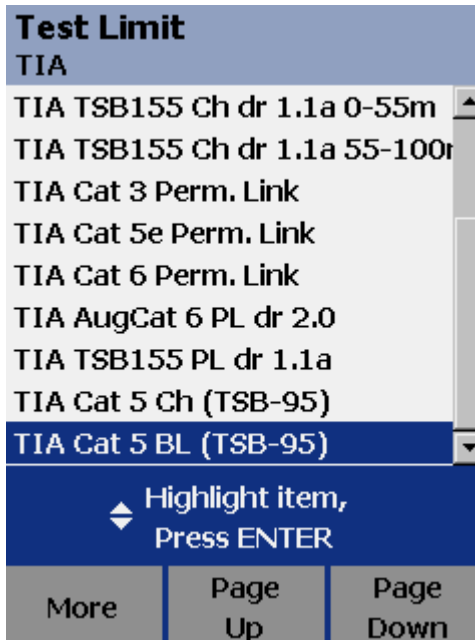 Test Limit
TIA
TIA TSB155 Ch dr 1.1a 0-55m
TIA TSB155 Ch dr 1.1a 55-100m
TIA Cat 3 Perm. Link
TIA Cat 5e Perm. Link
TIA Cat 6 Perm. Link
TIA AugCat 6 PL dr 2.0
TIA TSB155 PL dr 1.1a
TIA Cat 5 Ch (TSB-95)
TIA Cat 5 BL (TSB-95)
Highlight item,
Press ENTER
More Page Up Page Down